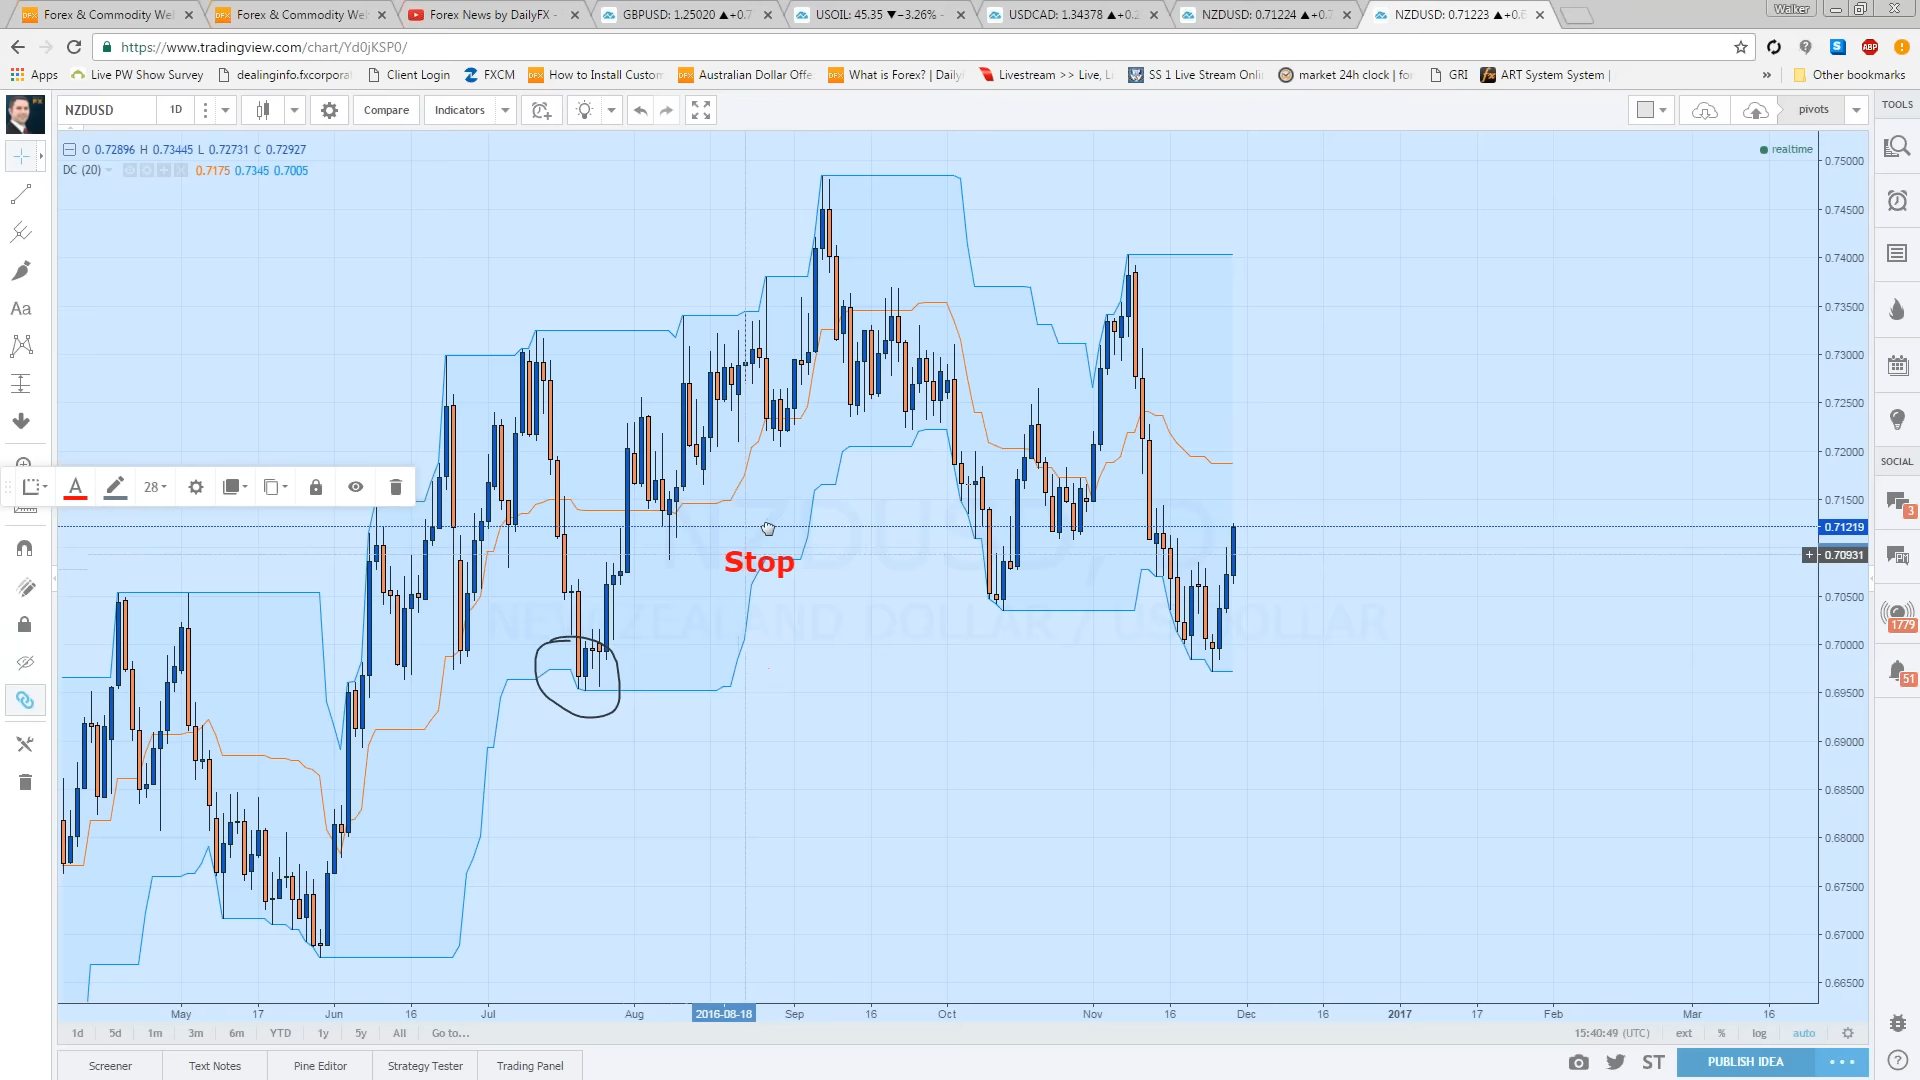 Forex & Commodity We
Forex & Commodity We
Forex News by DailyFX -
GBPUSD: 1.25020 ▲+0.7
USOIL: 45.35 ▼−3.26% -
USDCAD: 1.34378 ▲+0.2
NZDUSD: 0.71224 ▲+0.7
NZDUSD: 0.71223 ▲+0.6
Walker
https://www.tradingview.com/chart/Yd0jKSP0/
Apps
Live PW Show Survey
dealinginfo.fxcorpora
Client Login
FXCM
How to Install Custom
Australian Dollar Offe
What is Forex? | Daily
Livestream >> Live, L
SS 1 Live Stream Onli
market 24h clock | fo
GRI
ART System System |
» Other bookmarks
NZDUSD 1D Compare Indicators pivots
TOOLS
O 0.72896 H 0.73445 L 0.72731 C 0.72927
realtime
DC (20) 0.7175 0.7345 0.7005
0.75000
0.74500
0.74000
0.73500
0.73000
0.72500
0.72000
0.71500
0.71219
0.70931
0.70500
0.70000
0.69500
0.69000
0.68500
0.68000
0.67500
0.67000
0.66500
Aa
A 28
Stop
NZDUSD, D
NEW ZEALAND DOLLAR / US DOLLAR
SOCIAL
3
1779
51
May 17 Jun 16 Jul Aug 2016-08-18 Sep 16 Oct Nov 16 Dec 16 2017 17 Feb Mar 16
1d 5d 1m 3m 6m YTD 1y 5y All Go to... 15:40:49 (UTC) ext % log auto
Screener Text Notes Pine Editor Strategy Tester Trading Panel ST PUBLISH IDEA